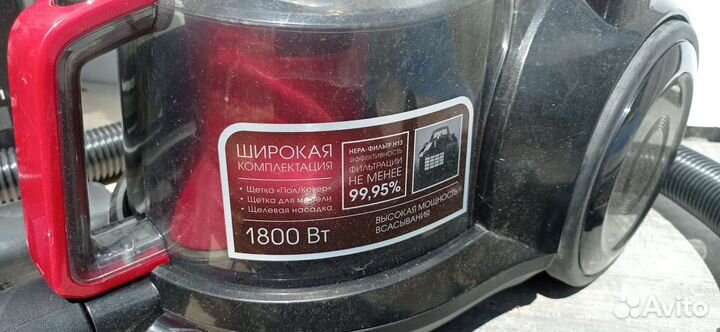 ШИРОКАЯ
КОМПЛЕКТАЦИЯ
• Щетка «Пол/Ковер»
• Щетка для мебели
• Щелевая насадка
1800 Вт
НЕРА-ФИЛЬТР Н13
ЭФФЕКТИВНОСТЬ
ФИЛЬТРАЦИИ
НЕ МЕНЕЕ
99,95%
ВЫСОКАЯ МОЩНОСТЬ
ВСАСЫВАНИЯ
Avito